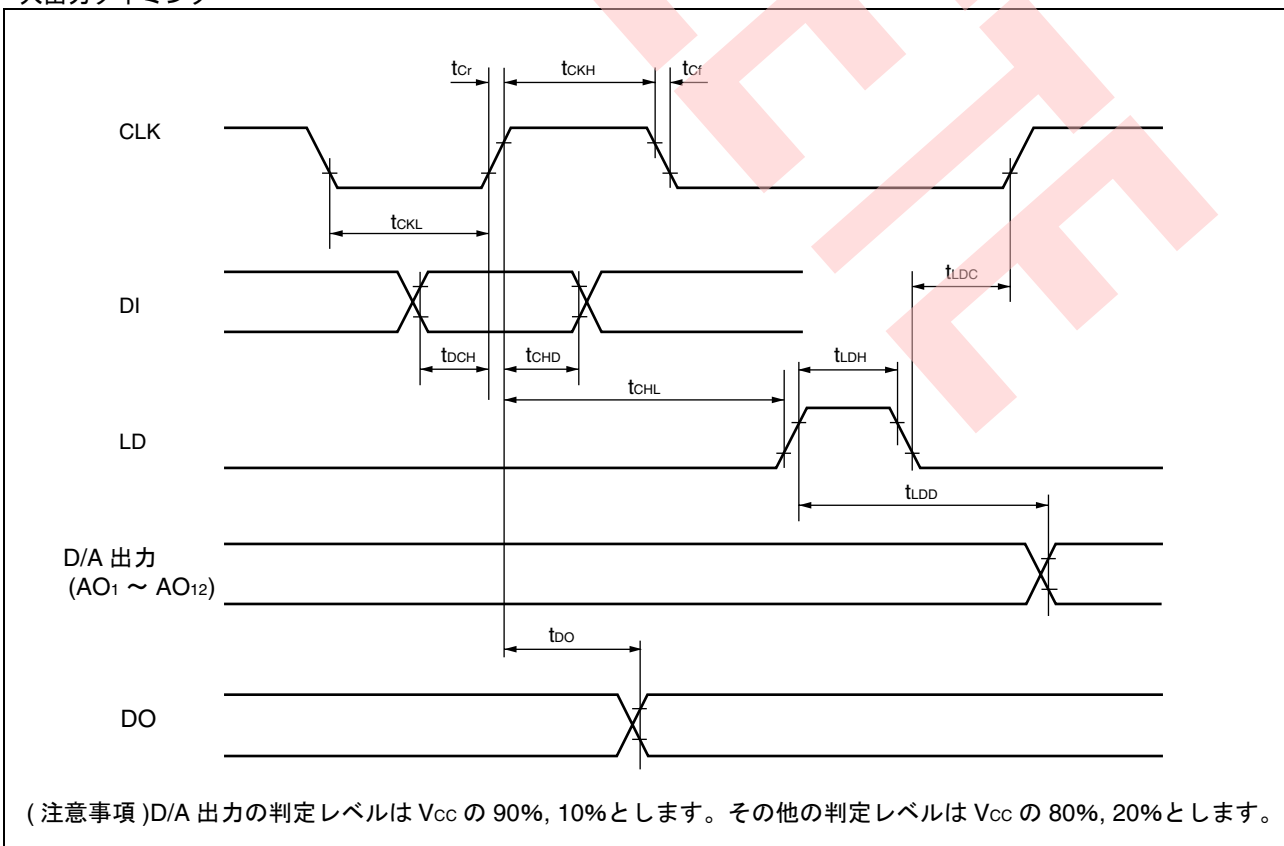 tCr tCKH tCf
CLK
tCKL
tLDC
DI
tDCH tCHD
tLDH
tCHL
LD
tLDD
D/A 出力
(AO1 ～ AO12)
tDO
DO
( 注意事項 )D/A 出力の判定レベルは VCC の 90%, 10%とします。その他の判定レベルは VCC の 80%, 20%とします。